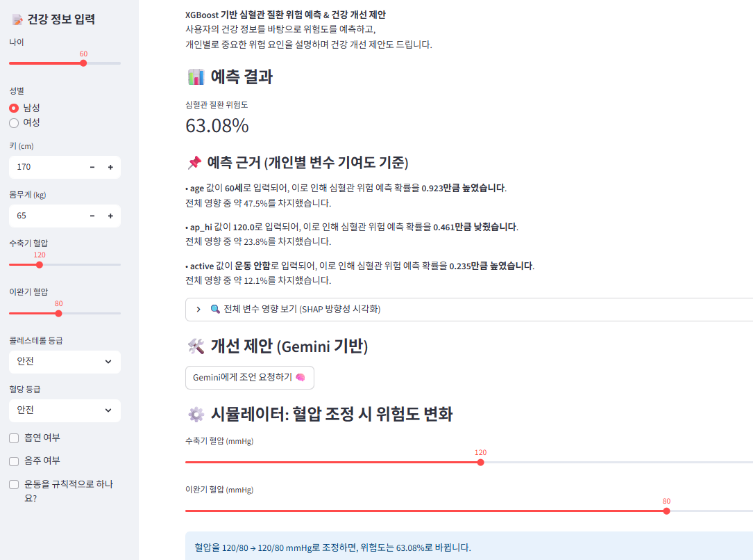 건강 정보 입력
나이
60
성별
남성
여성
키 (cm)
170
몸무게 (kg)
65
수축기 혈압
120
이완기 혈압
80
콜레스테롤 등급
안전
혈당 등급
안전
흡연 여부
음주 여부
운동을 규칙적으로 하나
요?
XGBoost 기반 심혈관 질환 위험 예측 & 건강 개선 제안
사용자의 건강 정보를 바탕으로 위험도를 예측하고,
개인별로 중요한 위험 요인을 설명하며 건강 개선 제안도 드립니다.
예측 결과
심혈관 질환 위험도
63.08%
예측 근거 (개인별 변수 기여도 기준)
• age 값이 60세로 입력되어, 이로 인해 심혈관 위험 예측 확률을 0.923만큼 높였습니다.
전체 영향 중 약 47.5%를 차지했습니다.
• ap_hi 값이 120.0로 입력되어, 이로 인해 심혈관 위험 예측 확률을 0.461만큼 낮췄습니다.
전체 영향 중 약 23.8%를 차지했습니다.
• active 값이 운동 안함로 입력되어, 이로 인해 심혈관 위험 예측 확률을 0.235만큼 높였습니다.
전체 영향 중 약 12.1%를 차지했습니다.
전체 변수 영향 보기 (SHAP 방향성 시각화)
개선 제안 (Gemini 기반)
Gemini에게 조언 요청하기
시뮬레이터: 혈압 조정 시 위험도 변화
수축기 혈압 (mmHg)
120
이완기 혈압 (mmHg)
80
혈압을 120/80 → 120/80 mmHg로 조정하면, 위험도는 63.08%로 바뀝니다.